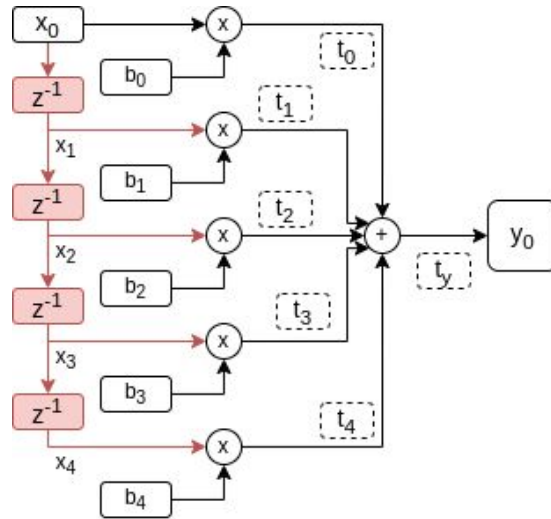 x₀
x
t₀
b₀
z⁻¹
t₁
x₁
x
b₁
z⁻¹
t₂
x₂
x
+
y₀
b₂
t_y
z⁻¹
t₃
x₃
x
b₃
z⁻¹
t₄
x₄
x
b₄